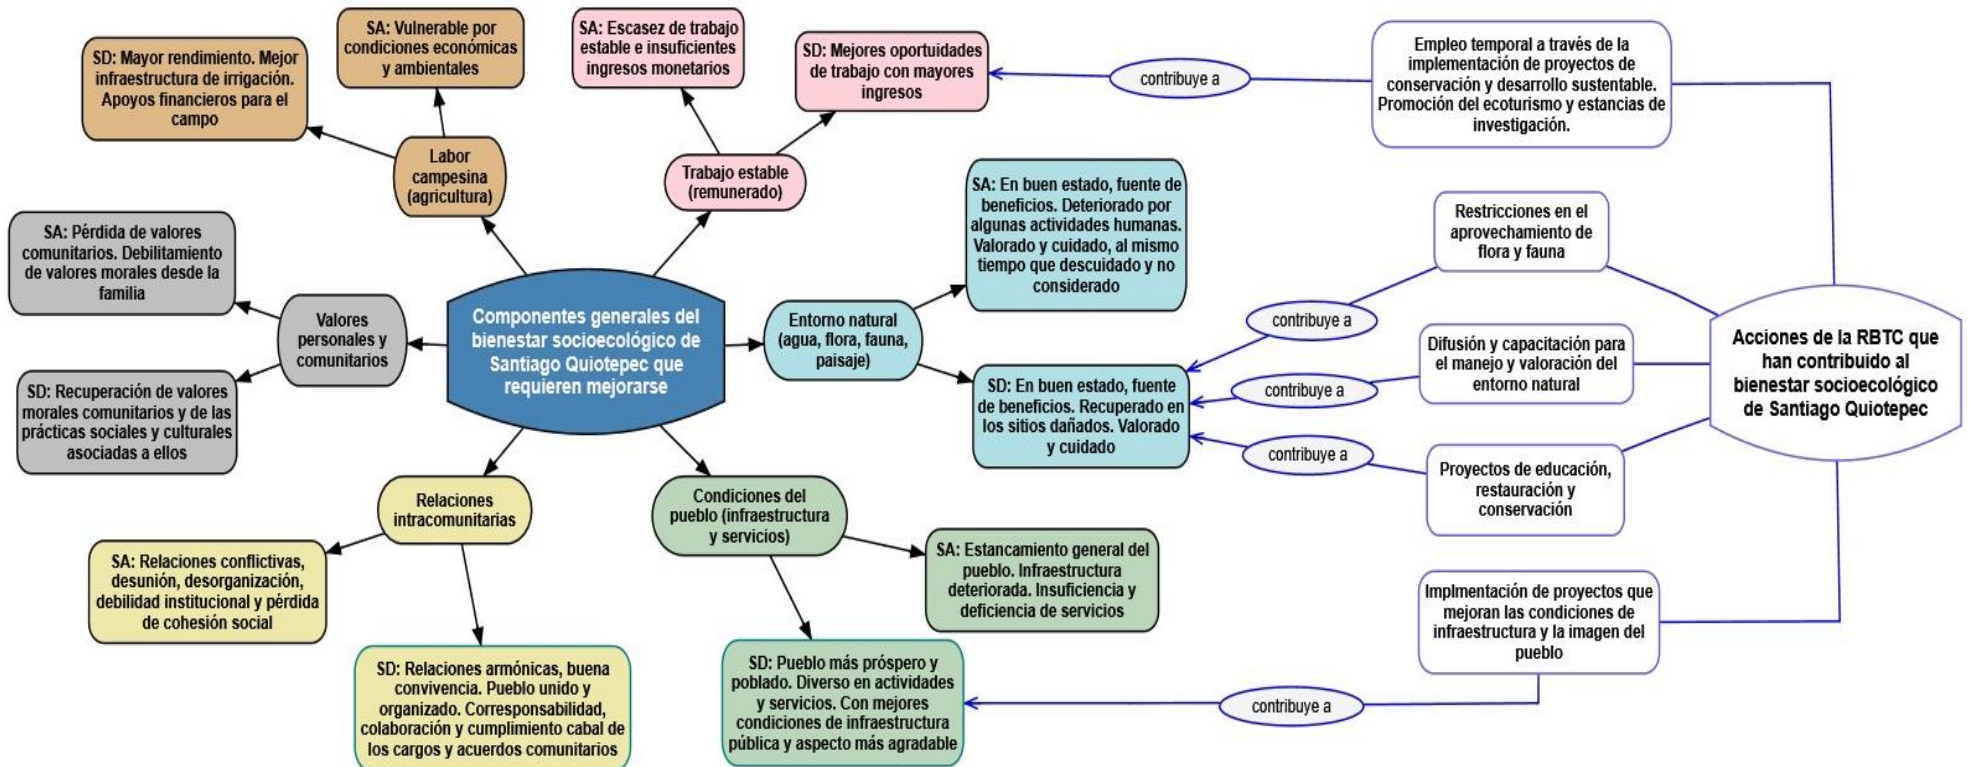 SD: Mayor rendimiento. Mejor
infraestructura de irrigación.
Apoyos financieros para el
campo
SA: Vulnerable por
condiciones económicas
y ambientales
SA: Escasez de trabajo
estable e insuficientes
ingresos monetarios
SD: Mejores oportuidades
de trabajo con mayores
ingresos
contribuye a
Empleo temporal a través de la
implementación de proyectos de
conservación y desarrollo sustentable.
Promoción del ecoturismo y estancias de
investigación.
Labor
campesina
(agricultura)
Trabajo estable
(remunerado)
SA: En buen estado, fuente de
beneficios. Deteriorado por
algunas actividades humanas.
Valorado y cuidado, al mismo
tiempo que descuidado y no
considerado
Restricciones en el
aprovechamiento de
flora y fauna
SA: Pérdida de valores
comunitarios. Debilitamiento
de valores morales desde la
familia
Valores
personales y
comunitarios
Componentes generales del
bienestar socioecológico de
Santiago Quiotepec que
requieren mejorarse
Entorno natural
(agua, flora, fauna,
paisaje)
contribuye a
Difusión y capacitación para
el manejo y valoración del
entorno natural
Acciones de la RBTC que
han contribuido al
bienestar socioecológico
de Santiago Quiotepec
SD: Recuperación de valores
morales comunitarios y de las
prácticas sociales y culturales
asociadas a ellos
SD: En buen estado, fuente
de beneficios. Recuperado en
los sitios dañados. Valorado
y cuidado
contribuye a
contribuye a
Proyectos de educación,
restauración y
conservación
Relaciones
intracomunitarias
Condiciones del
pueblo (infraestructura
y servicios)
SA: Relaciones conflictivas,
desunión, desorganización,
debilidad institucional y pérdida
de cohesión social
SA: Estancamiento general del
pueblo. Infraestructura
deteriorada. Insuficiencia y
deficiencia de servicios
Implmentación de proyectos que
mejoran las condiciones de
infraestructura y la imagen del
pueblo
SD: Relaciones armónicas, buena
convivencia. Pueblo unido y
organizado. Corresponsabilidad,
colaboración y cumplimiento cabal de
los cargos y acuerdos comunitarios
SD: Pueblo más próspero y
poblado. Diverso en actividades
y servicios. Con mejores
condiciones de infraestructura
pública y aspecto más agradable
contribuye a